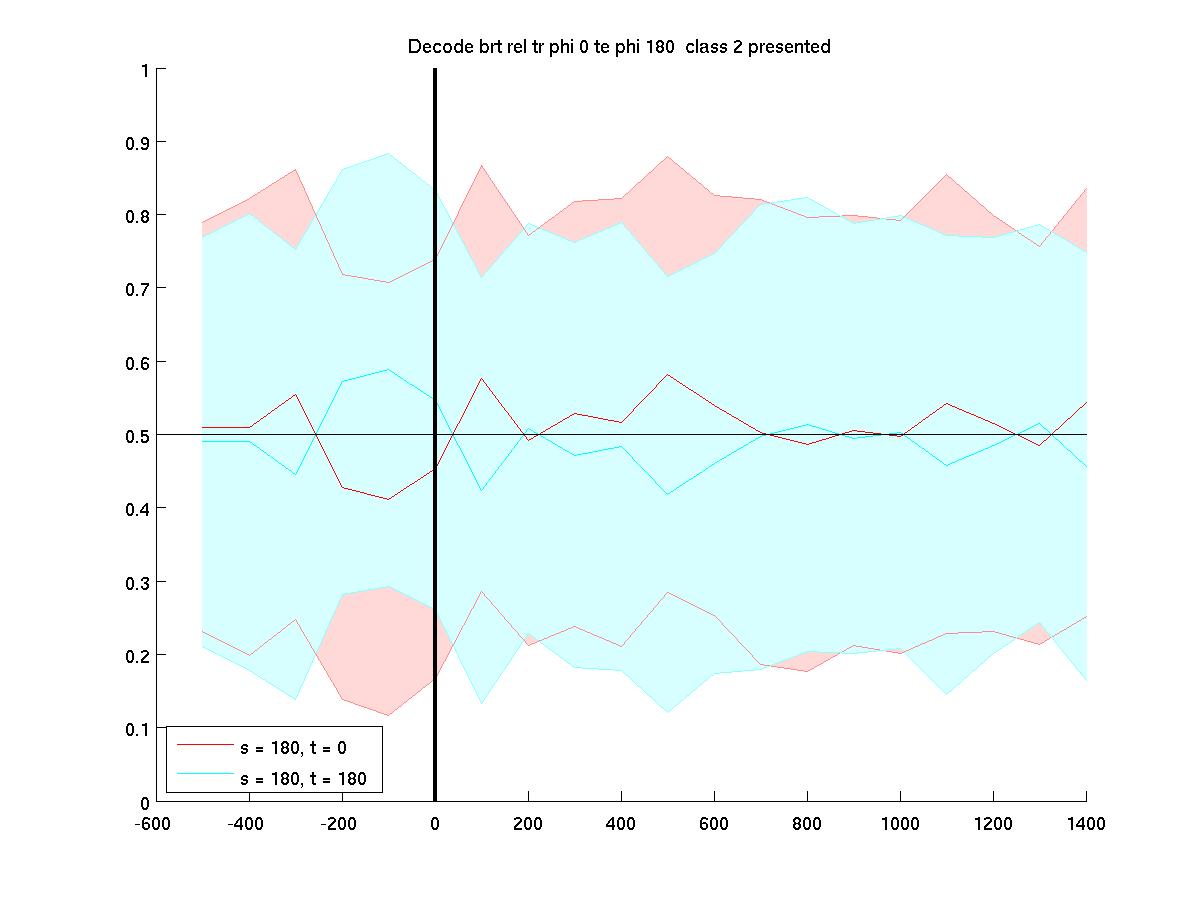 Decode brt rel tr phi 0 te phi 180  class 2 presented
1
0.9
0.8
0.7
0.6
0.5
0.4
0.3
0.2
0.1
0
s = 180, t = 0
s = 180, t = 180
-600 -400 -200 0 200 400 600 800 1000 1200 1400